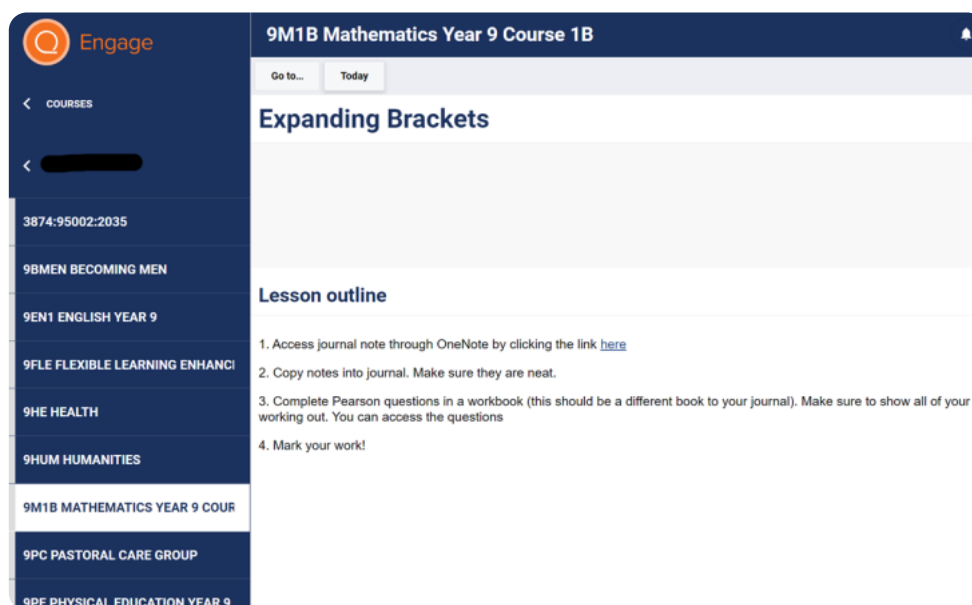 Engage
COURSES
3874:95002:2035
9BMEN BECOMING MEN
9EN1 ENGLISH YEAR 9
9FLE FLEXIBLE LEARNING ENHANCI
9HE HEALTH
9HUM HUMANITIES
9M1B MATHEMATICS YEAR 9 COUR
9PC PASTORAL CARE GROUP
9PE PHYSICAL EDUCATION YEAR 9
9M1B Mathematics Year 9 Course 1B
Go to... Today
Expanding Brackets
Lesson outline
1. Access journal note through OneNote by clicking the link here
2. Copy notes into journal. Make sure they are neat.
3. Complete Pearson questions in a workbook (this should be a different book to your journal). Make sure to show all of your
working out. You can access the questions
4. Mark your work!